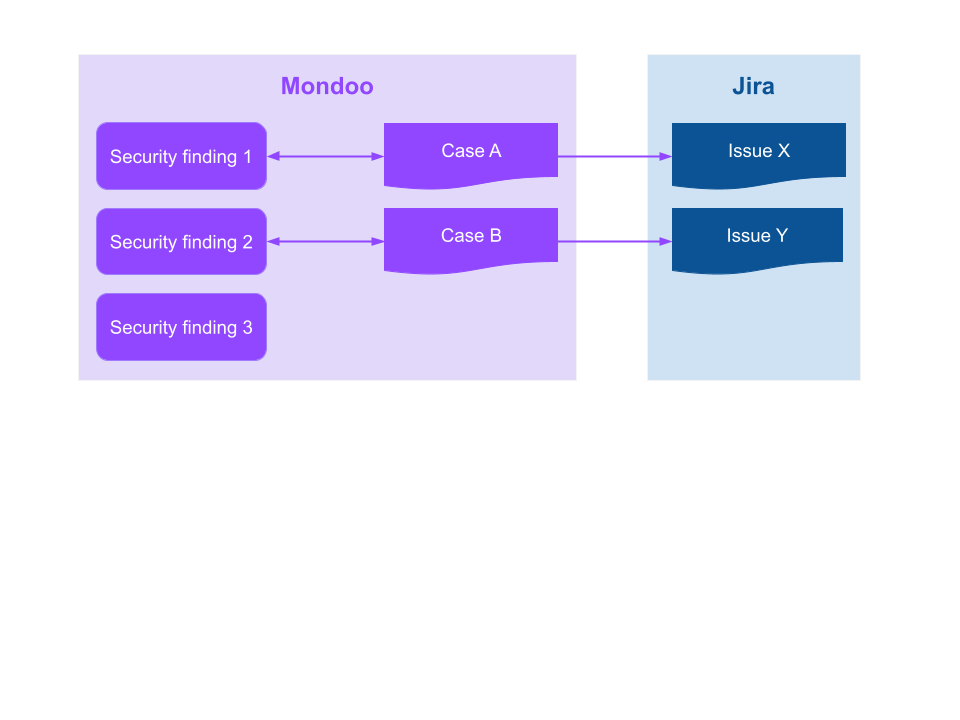 Mondoo
Jira
Security finding 1
Case A
Issue X
Security finding 2
Case B
Issue Y
Security finding 3